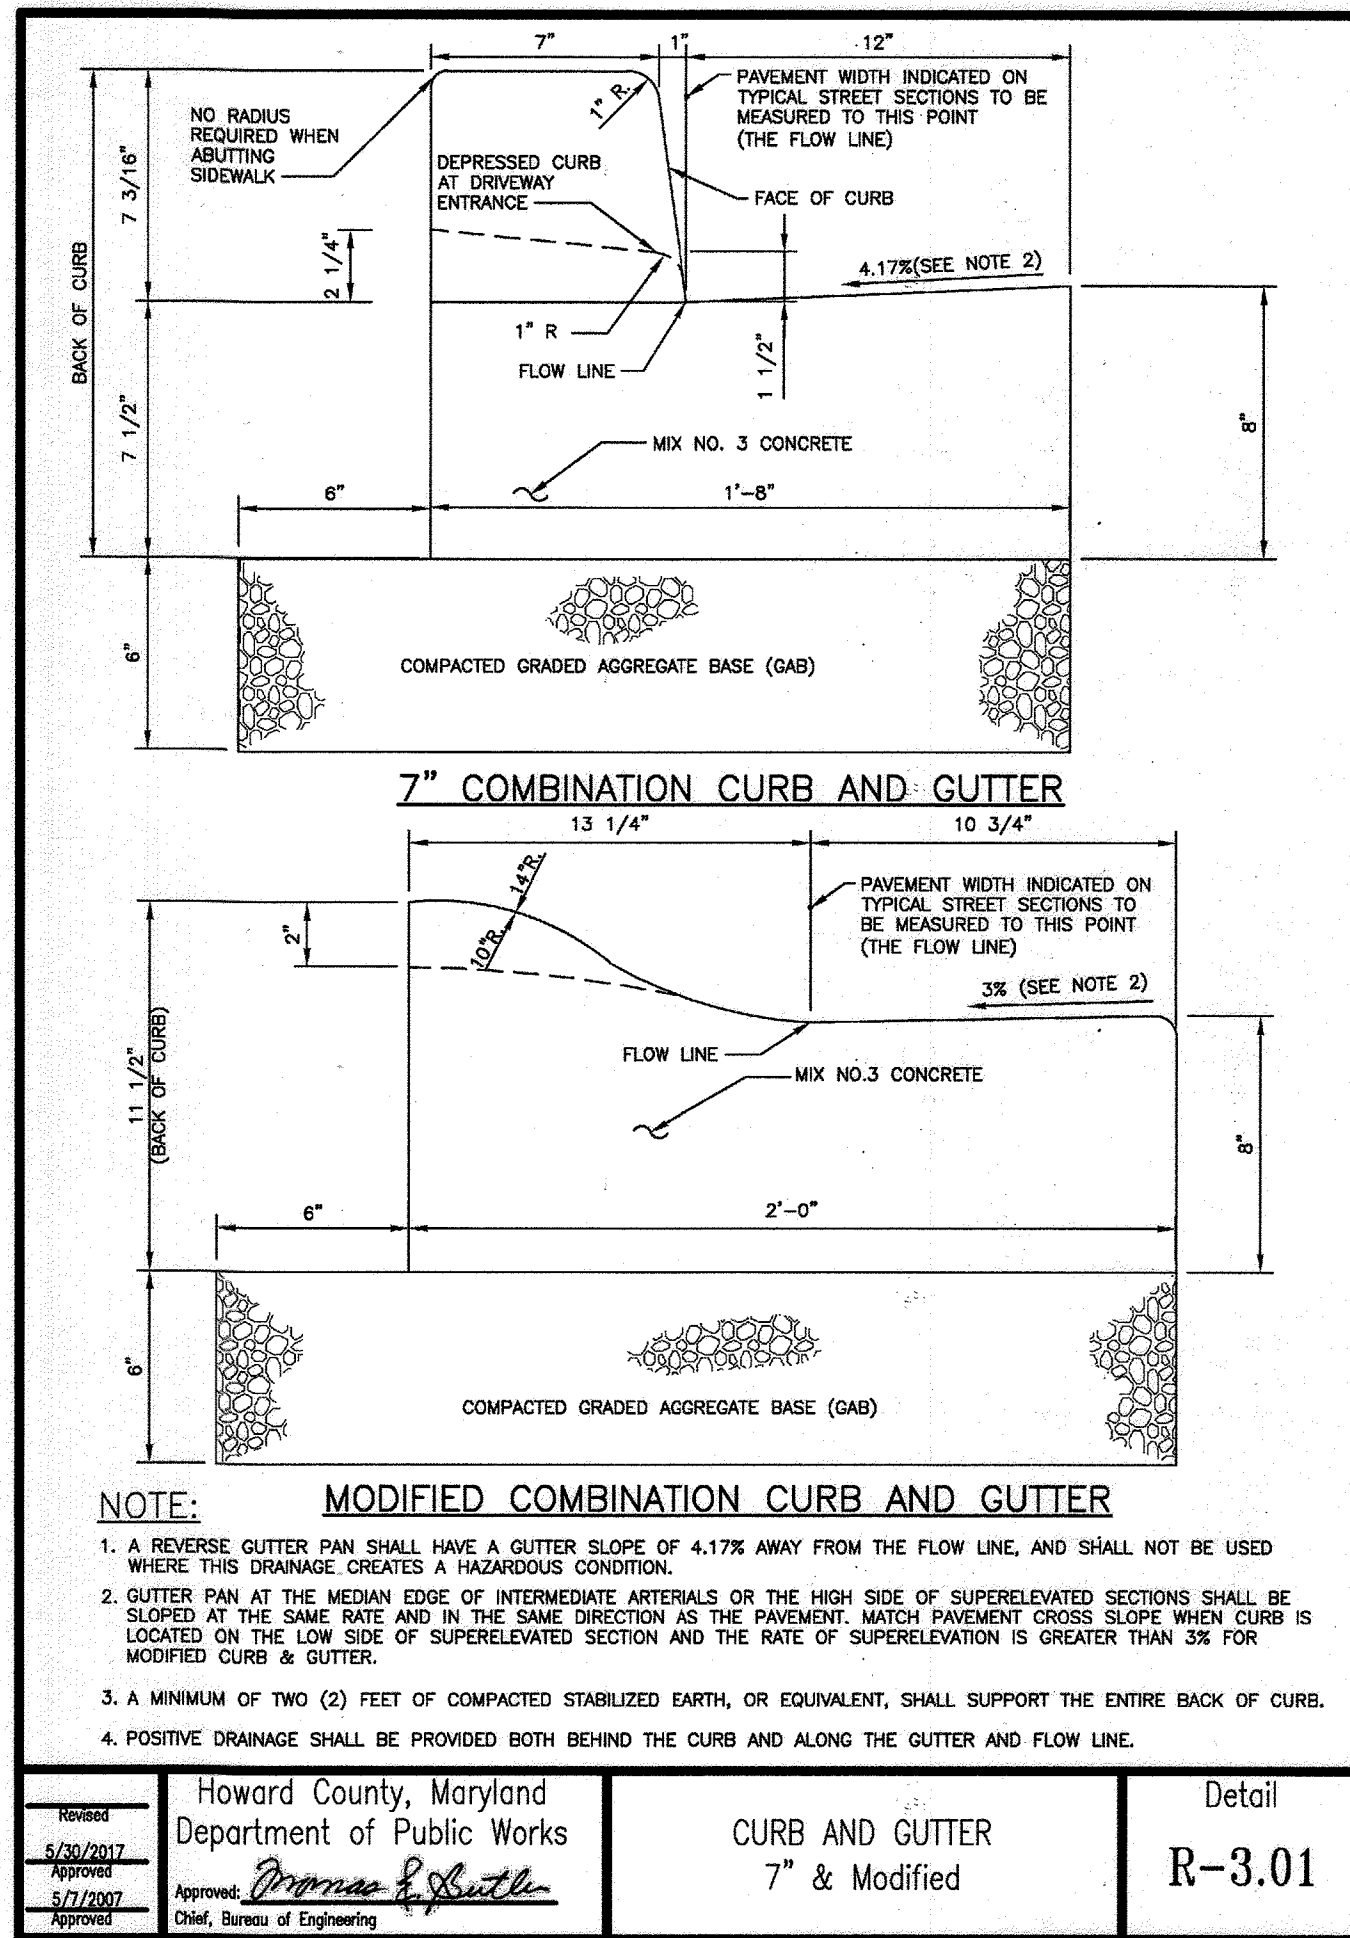 7" 1" 12"
NO RADIUS
REQUIRED WHEN
ABUTTING
SIDEWALK
1" R.
PAVEMENT WIDTH INDICATED ON
TYPICAL STREET SECTIONS TO BE
MEASURED TO THIS POINT
(THE FLOW LINE)
DEPRESSED CURB
AT DRIVEWAY
ENTRANCE
FACE OF CURB
7 3/16"
BACK OF CURB
2 1/4"
4.17%(SEE NOTE 2)
1" R
FLOW LINE
1 1/2"
7 1/2"
8"
MIX NO. 3 CONCRETE
6" 1'-8"
6"
COMPACTED GRADED AGGREGATE BASE (GAB)
7" COMBINATION CURB AND GUTTER
13 1/4" 10 3/4"
14"R.
10"R.
2"
PAVEMENT WIDTH INDICATED ON
TYPICAL STREET SECTIONS TO
BE MEASURED TO THIS POINT
(THE FLOW LINE)
3% (SEE NOTE 2)
FLOW LINE
MIX NO.3 CONCRETE
11 1/2"
(BACK OF CURB)
8"
6" 2'-0"
6"
COMPACTED GRADED AGGREGATE BASE (GAB)
MODIFIED COMBINATION CURB AND GUTTER
NOTE:
1. A REVERSE GUTTER PAN SHALL HAVE A GUTTER SLOPE OF 4.17% AWAY FROM THE FLOW LINE, AND SHALL NOT BE USED
WHERE THIS DRAINAGE CREATES A HAZARDOUS CONDITION.
2. GUTTER PAN AT THE MEDIAN EDGE OF INTERMEDIATE ARTERIALS OR THE HIGH SIDE OF SUPERELEVATED SECTIONS SHALL BE
SLOPED AT THE SAME RATE AND IN THE SAME DIRECTION AS THE PAVEMENT. MATCH PAVEMENT CROSS SLOPE WHEN CURB IS
LOCATED ON THE LOW SIDE OF SUPERELEVATED SECTION AND THE RATE OF SUPERELEVATION IS GREATER THAN 3% FOR
MODIFIED CURB & GUTTER.
3. A MINIMUM OF TWO (2) FEET OF COMPACTED STABILIZED EARTH, OR EQUIVALENT, SHALL SUPPORT THE ENTIRE BACK OF CURB.
4. POSITIVE DRAINAGE SHALL BE PROVIDED BOTH BEHIND THE CURB AND ALONG THE GUTTER AND FLOW LINE.
Revised
5/30/2017
Approved
5/7/2007
Approved
Howard County, Maryland
Department of Public Works
Approved: Thomas E. Butler
Chief, Bureau of Engineering
CURB AND GUTTER
7" & Modified
Detail
R-3.01